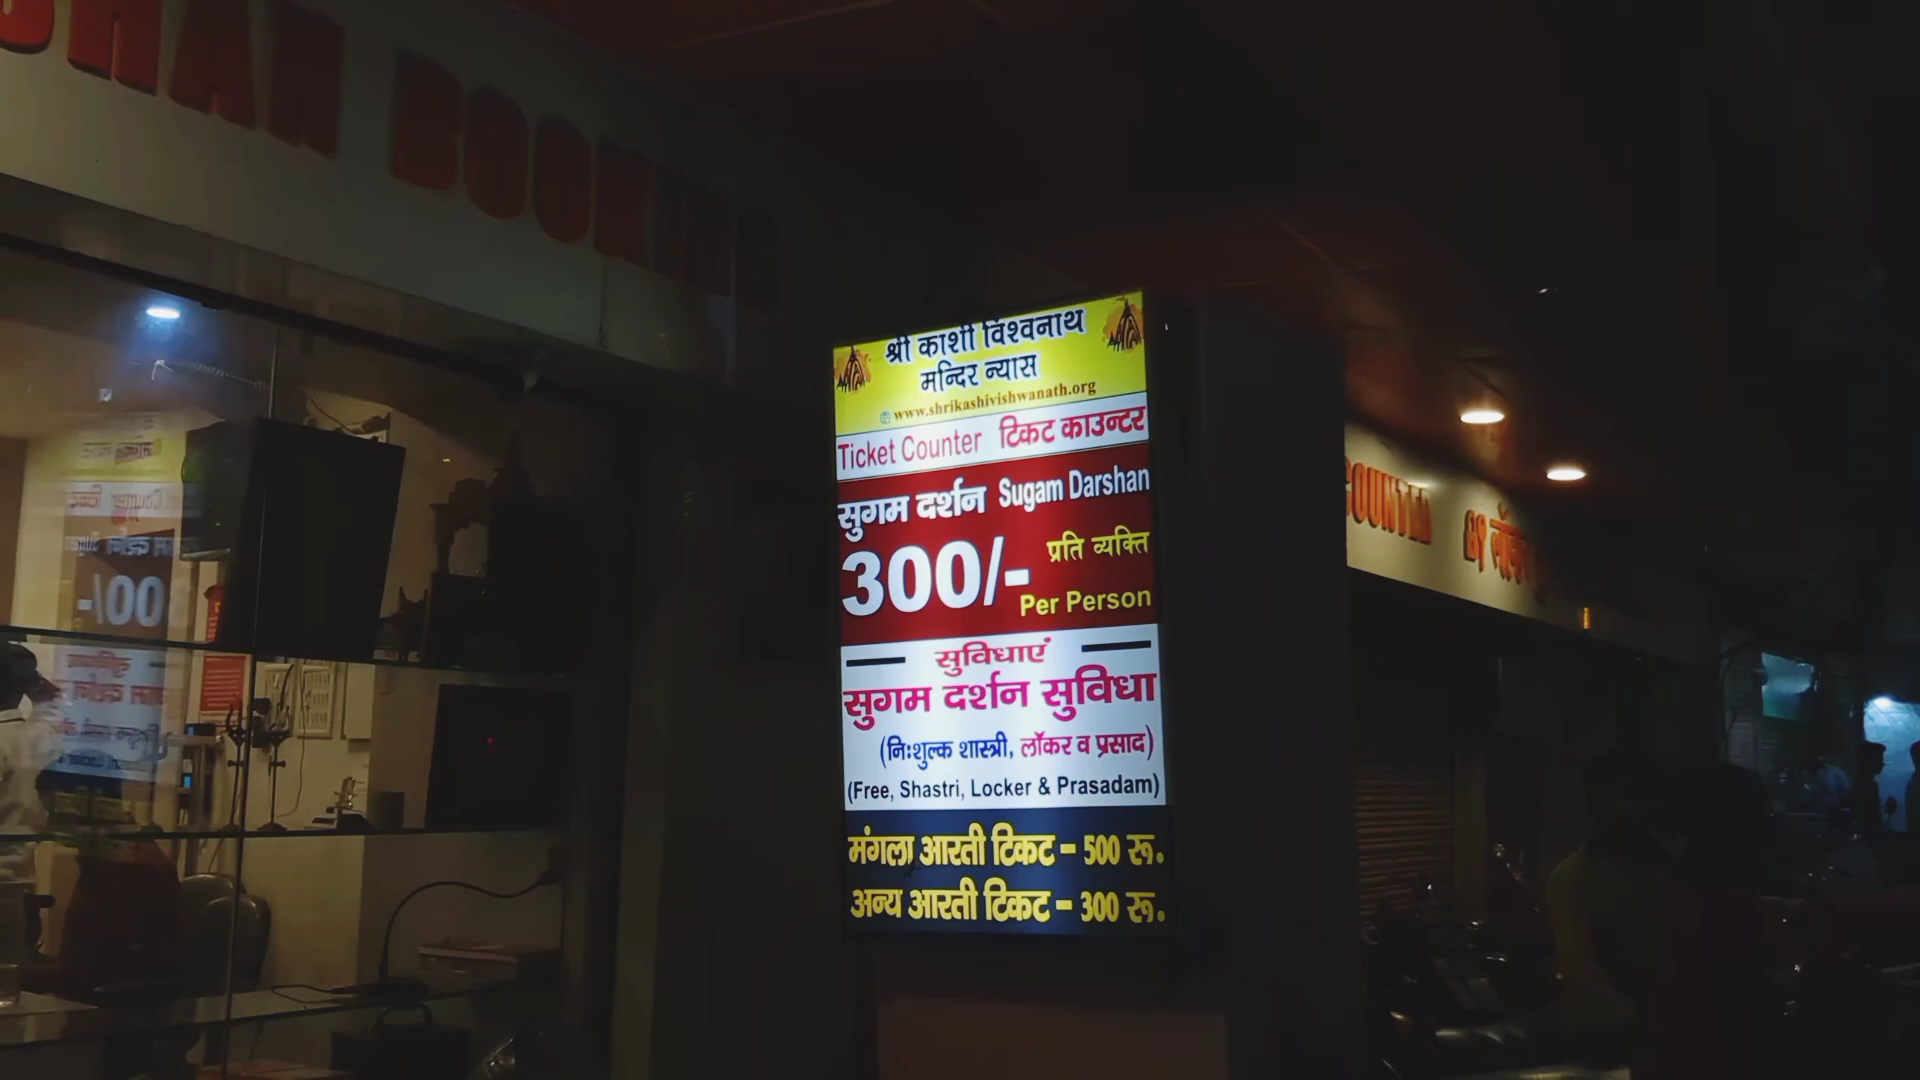 BOOKING
श्री काशी विश्वनाथ
मन्दिर न्यास
www.shrikashivishwanath.org
Ticket Counter टिकट काउन्टर
सुगम दर्शन Sugam Darshan
300/- प्रति व्यक्ति
Per Person
सुविधाएं
सुगम दर्शन सुविधा
(निःशुल्क शास्त्री, लॉकर व प्रसाद)
(Free, Shastri, Locker & Prasadam)
मंगला आरती टिकट - 500 रू.
अन्य आरती टिकट - 300 रू.